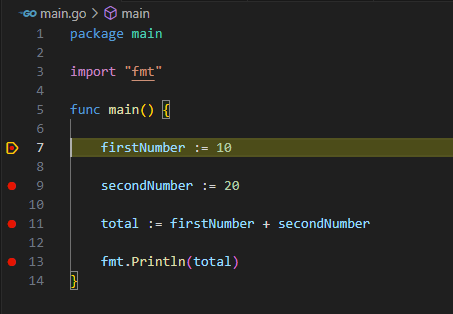 GO main.go > main
1 package main
2
3 import "fmt"
4
5 func main() {
6
7 firstNumber := 10
8
9 secondNumber := 20
10
11 total := firstNumber + secondNumber
12
13 fmt.Println(total)
14 }